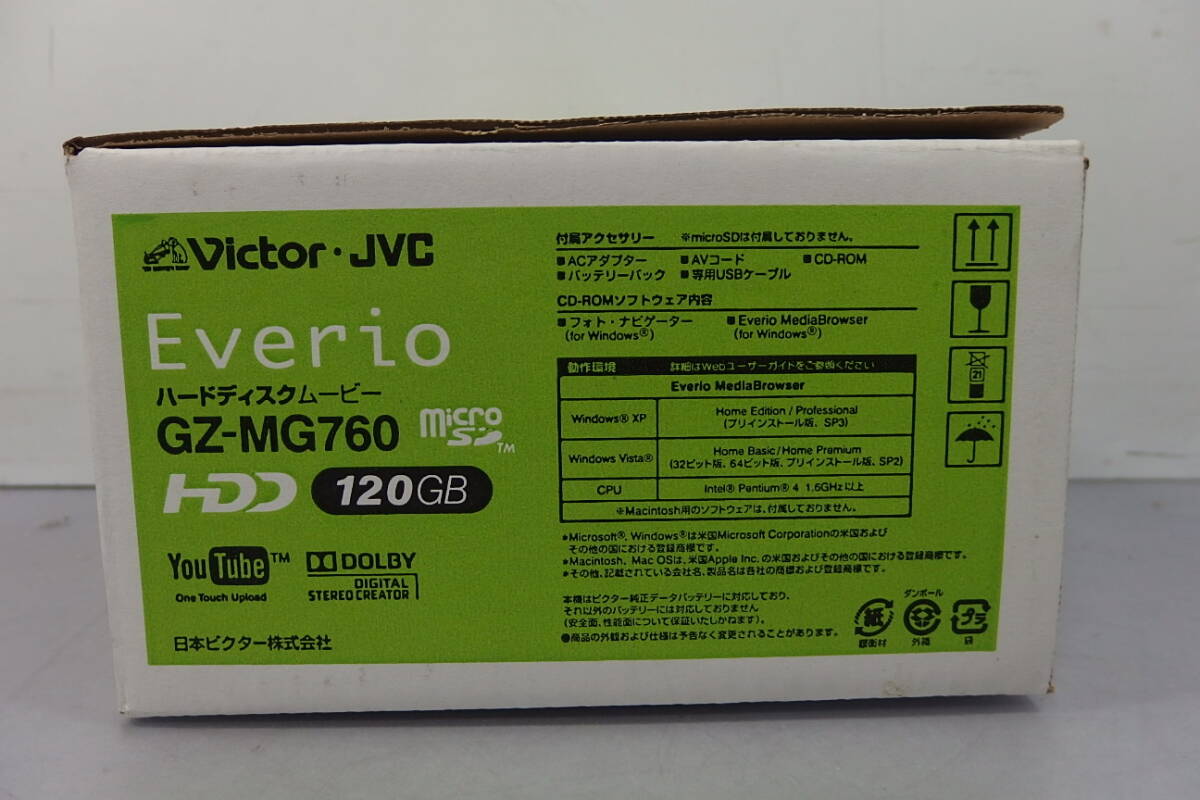 Victor・JVC
Everio
ハードディスクムービー
GZ-MG760
micro SD™
HDD 120GB
YouTube™
One Touch Upload
DOLBY
DIGITAL
STEREO CREATOR
日本ビクター株式会社
付属アクセサリー ※microSDは付属しておりません。
■ACアダプター ■AVコード ■CD-ROM
■バッテリーパック ■専用USBケーブル
CD-ROMソフトウェア内容
■フォト・ナビゲーター ■Everio MediaBrowser
(for Windows®) (for Windows®)
動作環境 詳細はWebユーザーガイドをご参照ください
Everio MediaBrowser
Windows® XP Home Edition / Professional
(プリインストール版、SP3)
Windows Vista® Home Basic / Home Premium
(32ビット版、64ビット版、プリインストール版、SP2)
CPU Intel® Pentium® 4 1.6GHz以上
※Macintosh用のソフトウェアは、付属しておりません。
*Microsoft®、Windows®は米国Microsoft Corporationの米国および
その他の国における登録商標です。
*Macintosh、Mac OSは、米国Apple Inc.の米国およびその他の国における登録商標です。
*その他、記載されている会社名、製品名は各社の商標および登録商標です。
本機はビクター純正データバッテリーに対応しており、
それ以外のバッテリーには対応しておりません
(安全面、性能面について保証いたしかねます)。
●商品の外観および仕様は予告なく変更されることがあります。
21
紙
緩衝材
ダンボール
外箱
プラ
袋